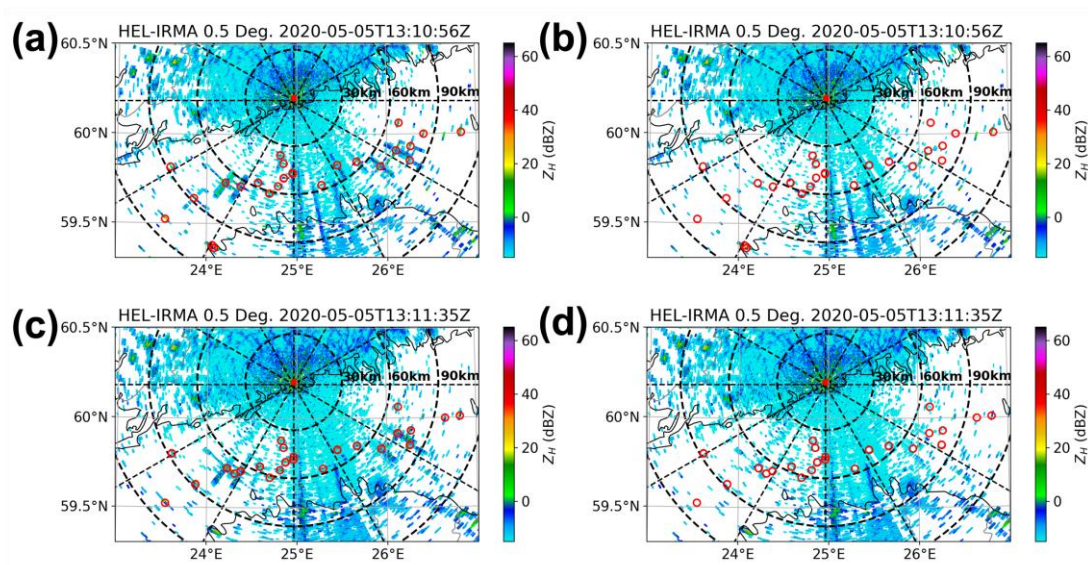 (a)
HEL-IRMA 0.5 Deg. 2020-05-05T13:10:56Z
60.5°N
60°N
59.5°N
30km 60km 90km
24°E 25°E 26°E
60
40
20
0
Z_H (dBZ)
(b)
HEL-IRMA 0.5 Deg. 2020-05-05T13:10:56Z
60.5°N
60°N
59.5°N
30km 60km 90km
24°E 25°E 26°E
60
40
20
0
Z_H (dBZ)
(c)
HEL-IRMA 0.5 Deg. 2020-05-05T13:11:35Z
60.5°N
60°N
59.5°N
30km 60km 90km
24°E 25°E 26°E
60
40
20
0
Z_H (dBZ)
(d)
HEL-IRMA 0.5 Deg. 2020-05-05T13:11:35Z
60.5°N
60°N
59.5°N
30km 60km 90km
24°E 25°E 26°E
60
40
20
0
Z_H (dBZ)